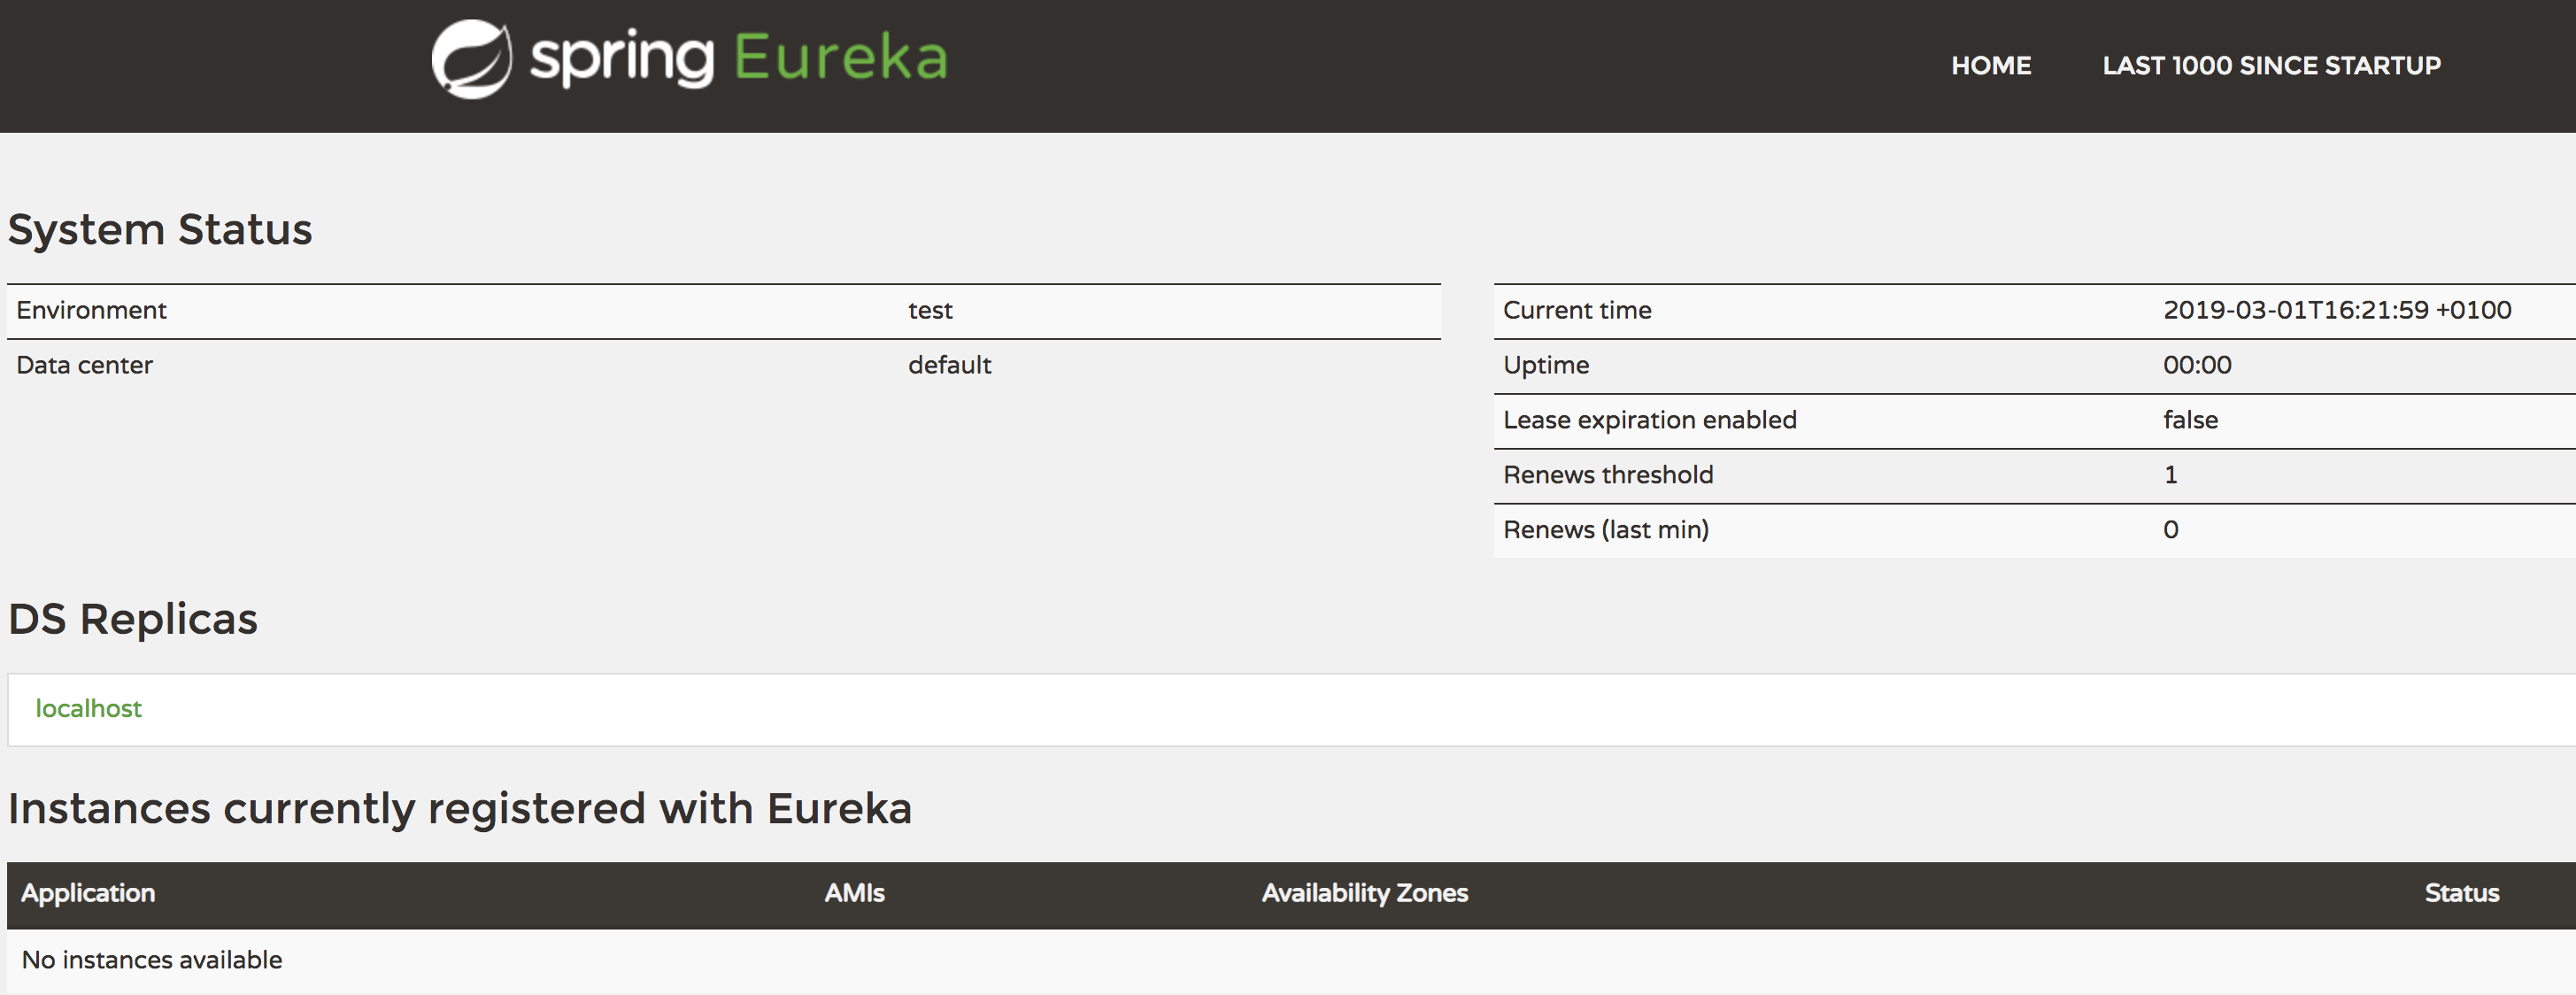 spring Eureka
HOME LAST 1000 SINCE STARTUP
System Status
Environment test
Data center default
Current time 2019-03-01T16:21:59 +0100
Uptime 00:00
Lease expiration enabled false
Renews threshold 1
Renews (last min) 0
DS Replicas
localhost
Instances currently registered with Eureka
Application AMIs Availability Zones Status
No instances available